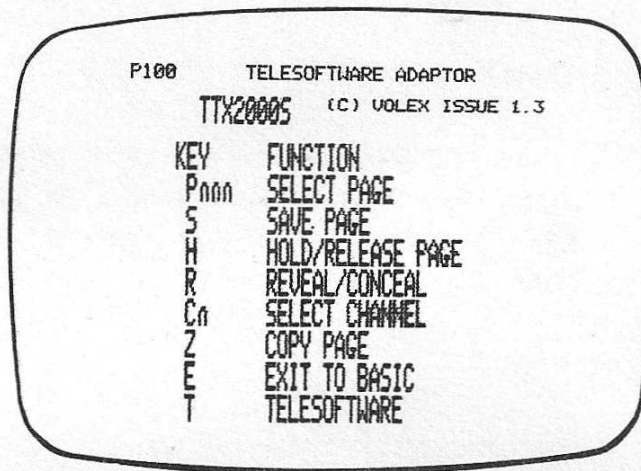 P100 TELESOFTWARE ADAPTOR
TTX2000S (C) VOLEX ISSUE 1.3
KEY FUNCTION
Pnnn SELECT PAGE
S SAVE PAGE
H HOLD/RELEASE PAGE
R REVEAL/CONCEAL
Cn SELECT CHANNEL
Z COPY PAGE
E EXIT TO BASIC
T TELESOFTWARE